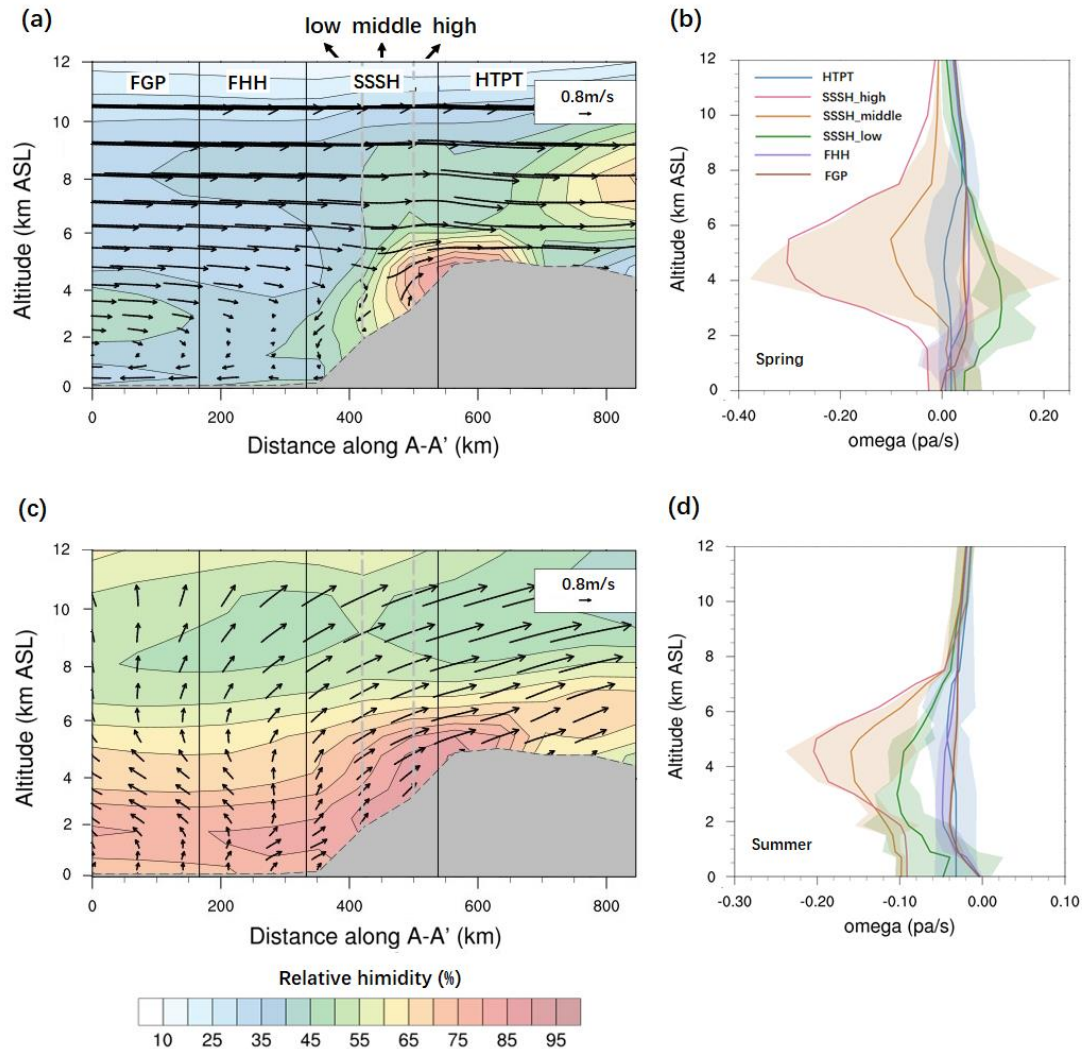 (a)
low middle high
FGP FHH SSSH HTPT
0.8m/s
12
10
8
6
4
2
0
Altitude (km ASL)
0 200 400 600 800
Distance along A-A' (km)
(b)
12
10
8
6
4
2
0
Altitude (km ASL)
HTPT
SSSH_high
SSSH_middle
SSSH_low
FHH
FGP
Spring
-0.40 -0.20 0.00 0.20
omega (pa/s)
(c)
12
10
8
6
4
2
0
Altitude (km ASL)
0.8m/s
0 200 400 600 800
Distance along A-A' (km)
(d)
12
10
8
6
4
2
0
Altitude (km ASL)
Summer
-0.30 -0.20 -0.10 0.00 0.10
omega (pa/s)
Relative himidity (%)
10 25 35 45 55 65 75 85 95